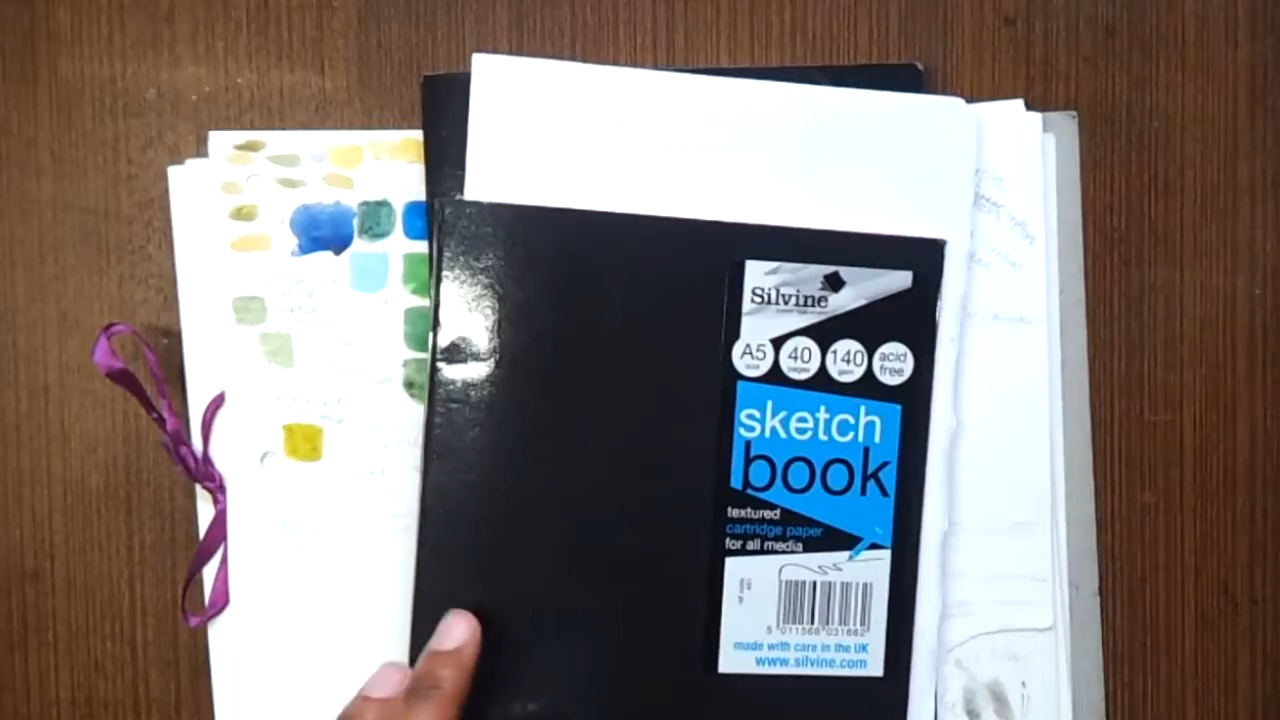 Silvine
A5 40 140 acid
size pages gsm free
sketch
book
textured
cartridge paper
for all media
5 011566 031662
made with care in the UK
www.silvine.com